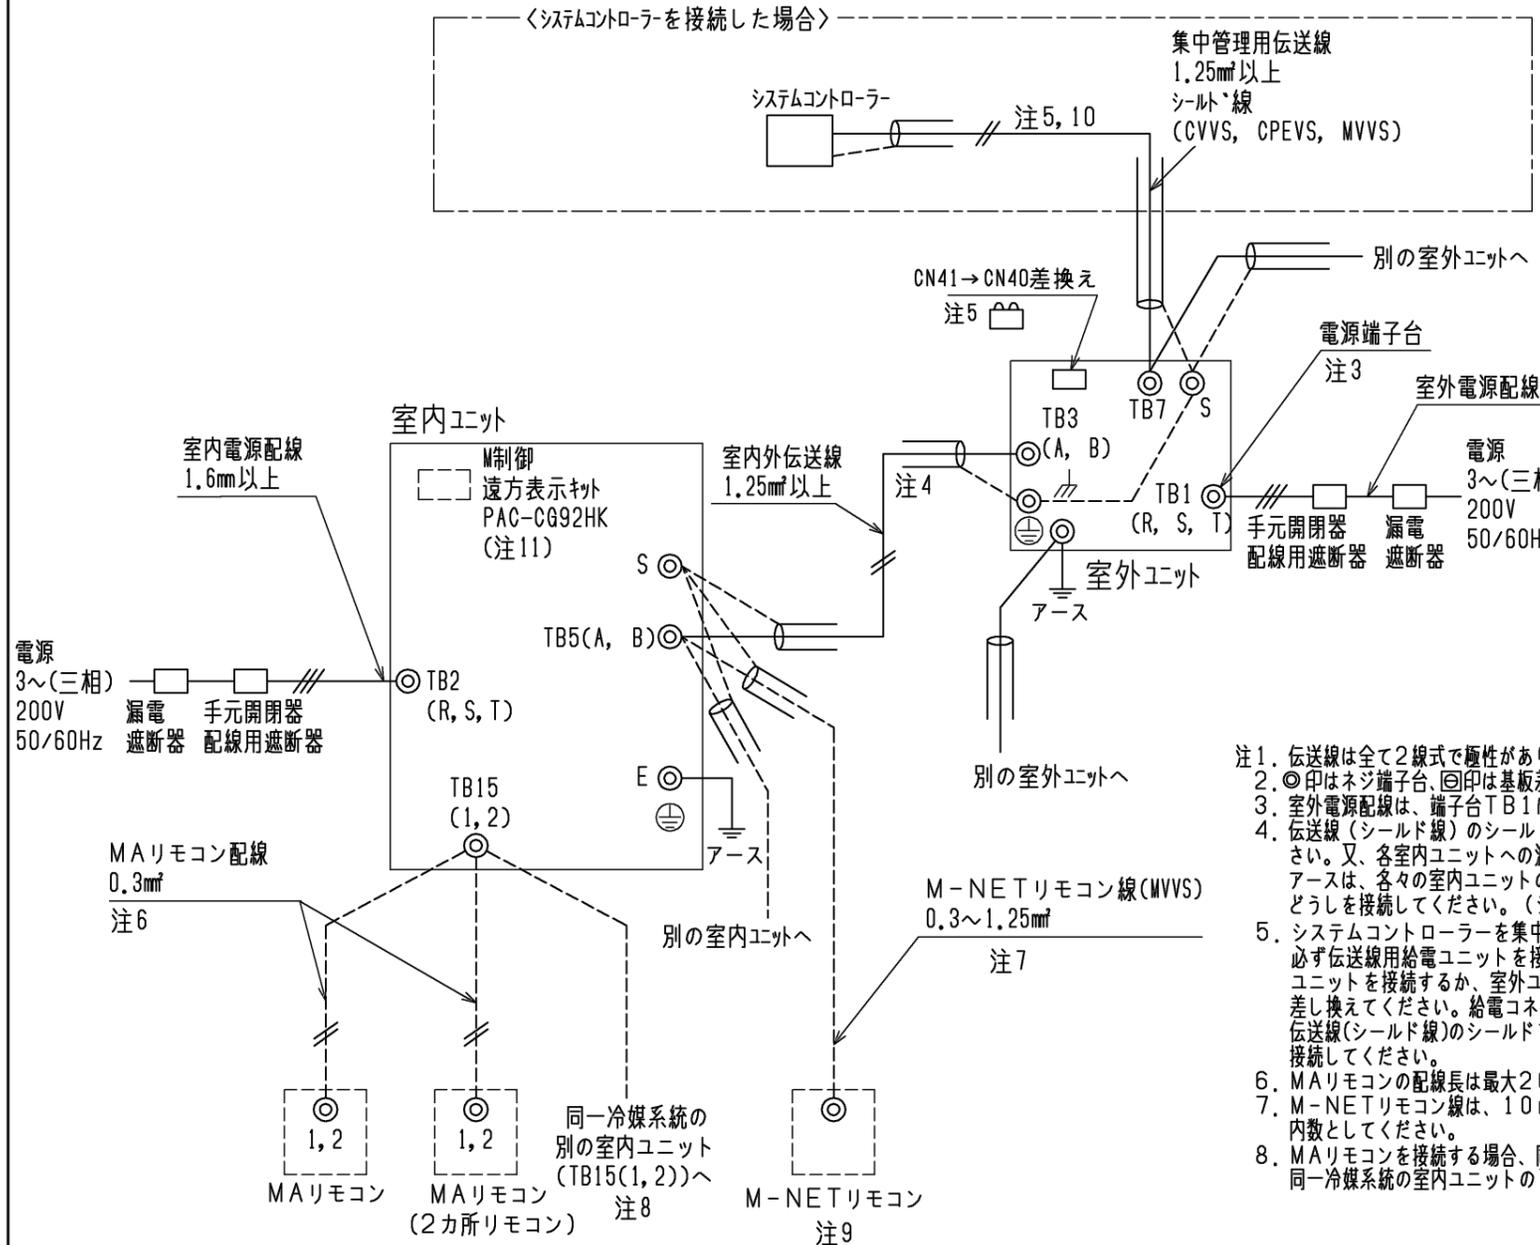 〈システムコントローラーを接続した場合〉
集中管理用伝送線
1.25㎟以上
シールド線
(CVVS, CPEVS, MVVS)
システムコントローラー
注5,10
別の室外ユニットへ
CN41→CN40差換え
注5
電源端子台
注3
室外電源配線
TB7
S
TB3
(A, B)
TB1
(R, S, T)
手元開閉器
配線用遮断器
漏電
遮断器
電源
3~(三相
200V
50/60H
室外ユニット
アース
別の室外ユニットへ
室内外伝送線
1.25㎟以上
注4
室内ユニット
M制御
遠方表示キット
PAC-CG92HK
(注11)
室内電源配線
1.6mm以上
S
TB5(A, B)
電源
3~(三相)
200V
50/60Hz
漏電
遮断器
手元開閉器
配線用遮断器
TB2
(R,S,T)
TB15
(1,2)
E
アース
MAリモコン配線
0.3㎟
注6
別の室内ユニットへ
M-NETリモコン線(MVVS)
0.3~1.25㎟
注7
1,2
MAリモコン
1,2
MAリモコン
(2カ所リモコン)
同一冷媒系統の
別の室内ユニット
(TB15(1,2))へ
注8
M-NETリモコン
注9
注1. 伝送線は全て2線式で極性があり
2. ◎印はネジ端子台、回印は基板
3. 室外電源配線は、端子台TB1
4. 伝送線(シールド線)のシール
さい。又、各室内ユニットへの
アースは、各々の室内ユニットの
どうしを接続してください。(
5. システムコントローラーを集中
必ず伝送線用給電ユニットを接
ユニットを接続するか、室外ユ
差し換えてください。給電コネ
伝送線(シールド線)のシールド
接続してください。
6. MAリモコンの配線長は最大2
7. M-NETリモコン線は、10
内数としてください。
8. MAリモコンを接続する場合、
同一冷媒系統の室内ユニットの